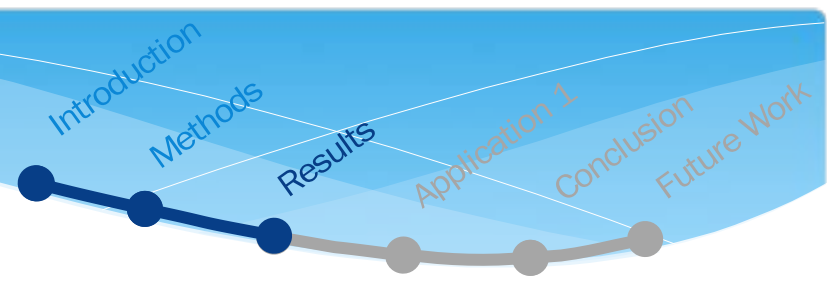 Introduction
Methods
Results
Application 1
Conclusion
Future Work